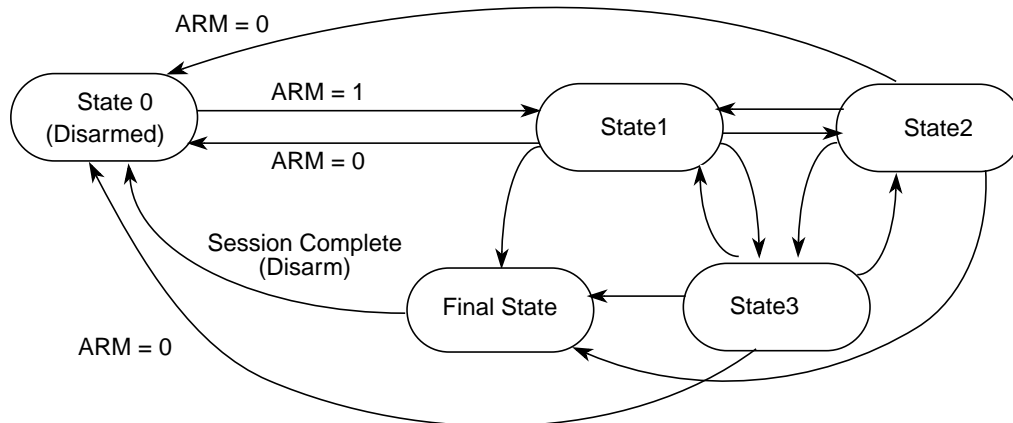 ARM = 0
State 0
(Disarmed)
ARM = 1
ARM = 0
State1
State2
Session Complete
(Disarm)
Final State
State3
ARM = 0